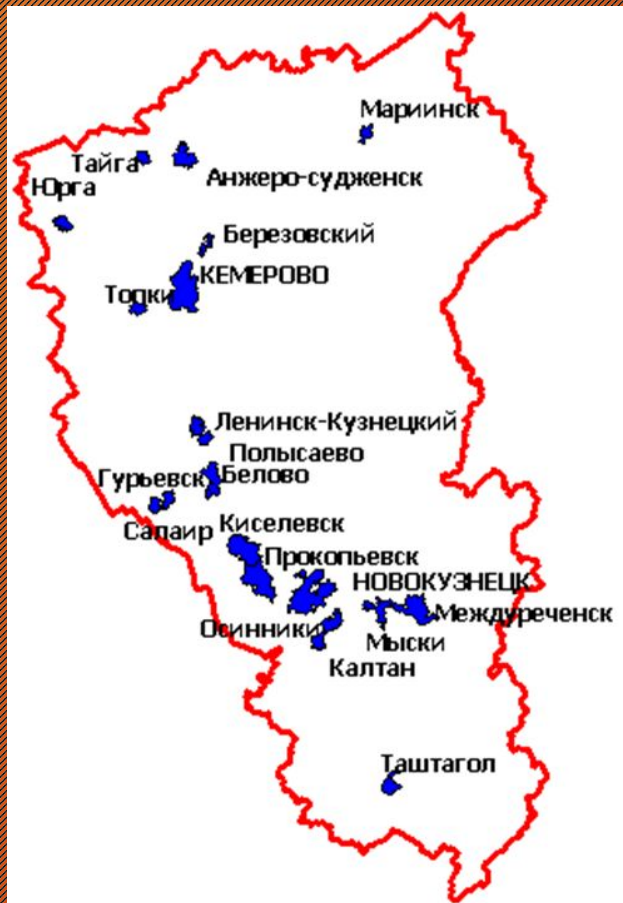 Мариинск
Тайга
Анжеро-судженск
Юрга
Березовский
КЕМЕРОВО
Топки
Ленинск-Кузнецкий
Полысаево
Гурьевск
Белово
Салаир
Киселевск
Прокопьевск
НОВОКУЗНЕЦК
Междуреченск
Осинники
Мыски
Калтан
Таштагол